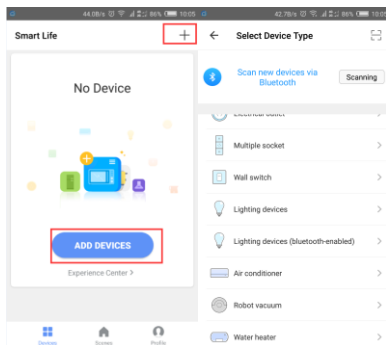 44.0B/s 86% 10:05
Smart Life
No Device
ADD DEVICES
Experience Center >
Devices
Profile
42.7B/s 86% 10:05
Select Device Type
Scan new devices via
Bluetooth
Scanning
Electrical outlet
Multiple socket
Wall switch
Lighting devices
Lighting devices (bluetooth-enabled)
Air conditioner
Robot vacuum
Water heater